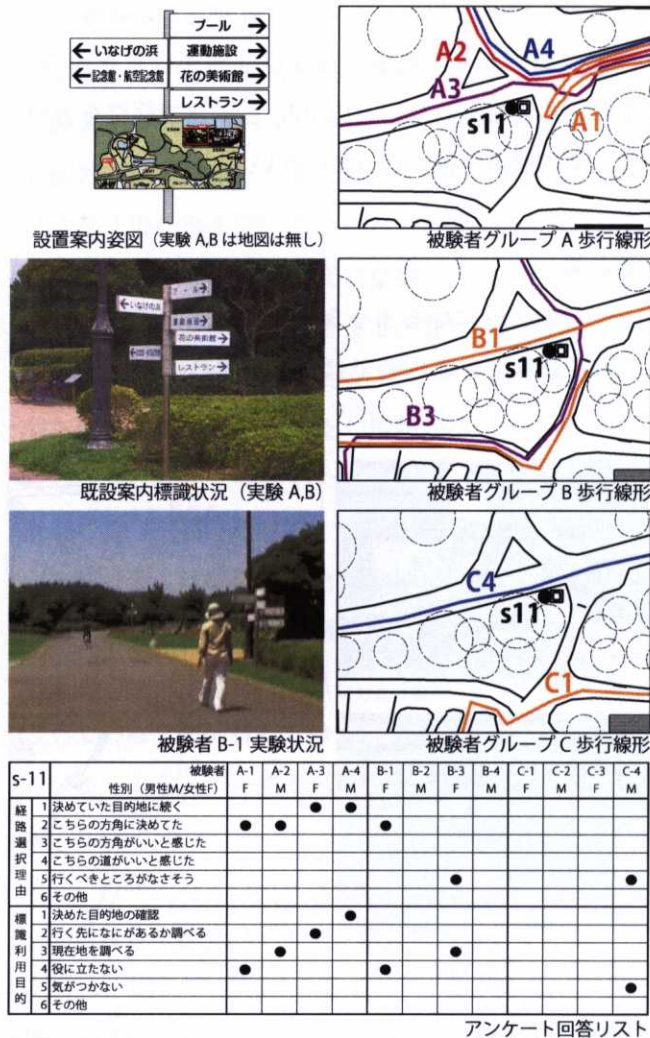 プール→
←いなげの浜 運動施設→
←記念館・航空記念館 花の美術館→
レストラン→
設置案内姿図（実験 A,B は地図は無し）
A2
A4
A3
s11
A1
被験者グループ A 歩行線形
プール→
←いなげの浜
運動施設→
花の美術館→
レストラン→
既設案内標識状況（実験 A,B）
B1
s11
B3
被験者グループ B 歩行線形
被験者 B-1 実験状況
C4
s11
C1
被験者グループ C 歩行線形
s-11 被験者 A-1 A-2 A-3 A-4 B-1 B-2 B-3 B-4 C-1 C-2 C-3 C-4
性別（男性M/女性F） F M F M F M F M F M F M
経路選択理由
1 決めていた目的地に続く ● ●
2 こちらの方角に決めてた ● ● ●
3 こちらの方角がいいと感じた
4 こちらの道がいいと感じた
5 行くべきところがなさそう ● ●
6 その他
標識利用目的
1 決めた目的地の確認 ●
2 行く先になにがあるか調べる ●
3 現在地を調べる ● ●
4 役に立たない ● ●
5 気がつかない ●
6 その他
アンケート回答リスト